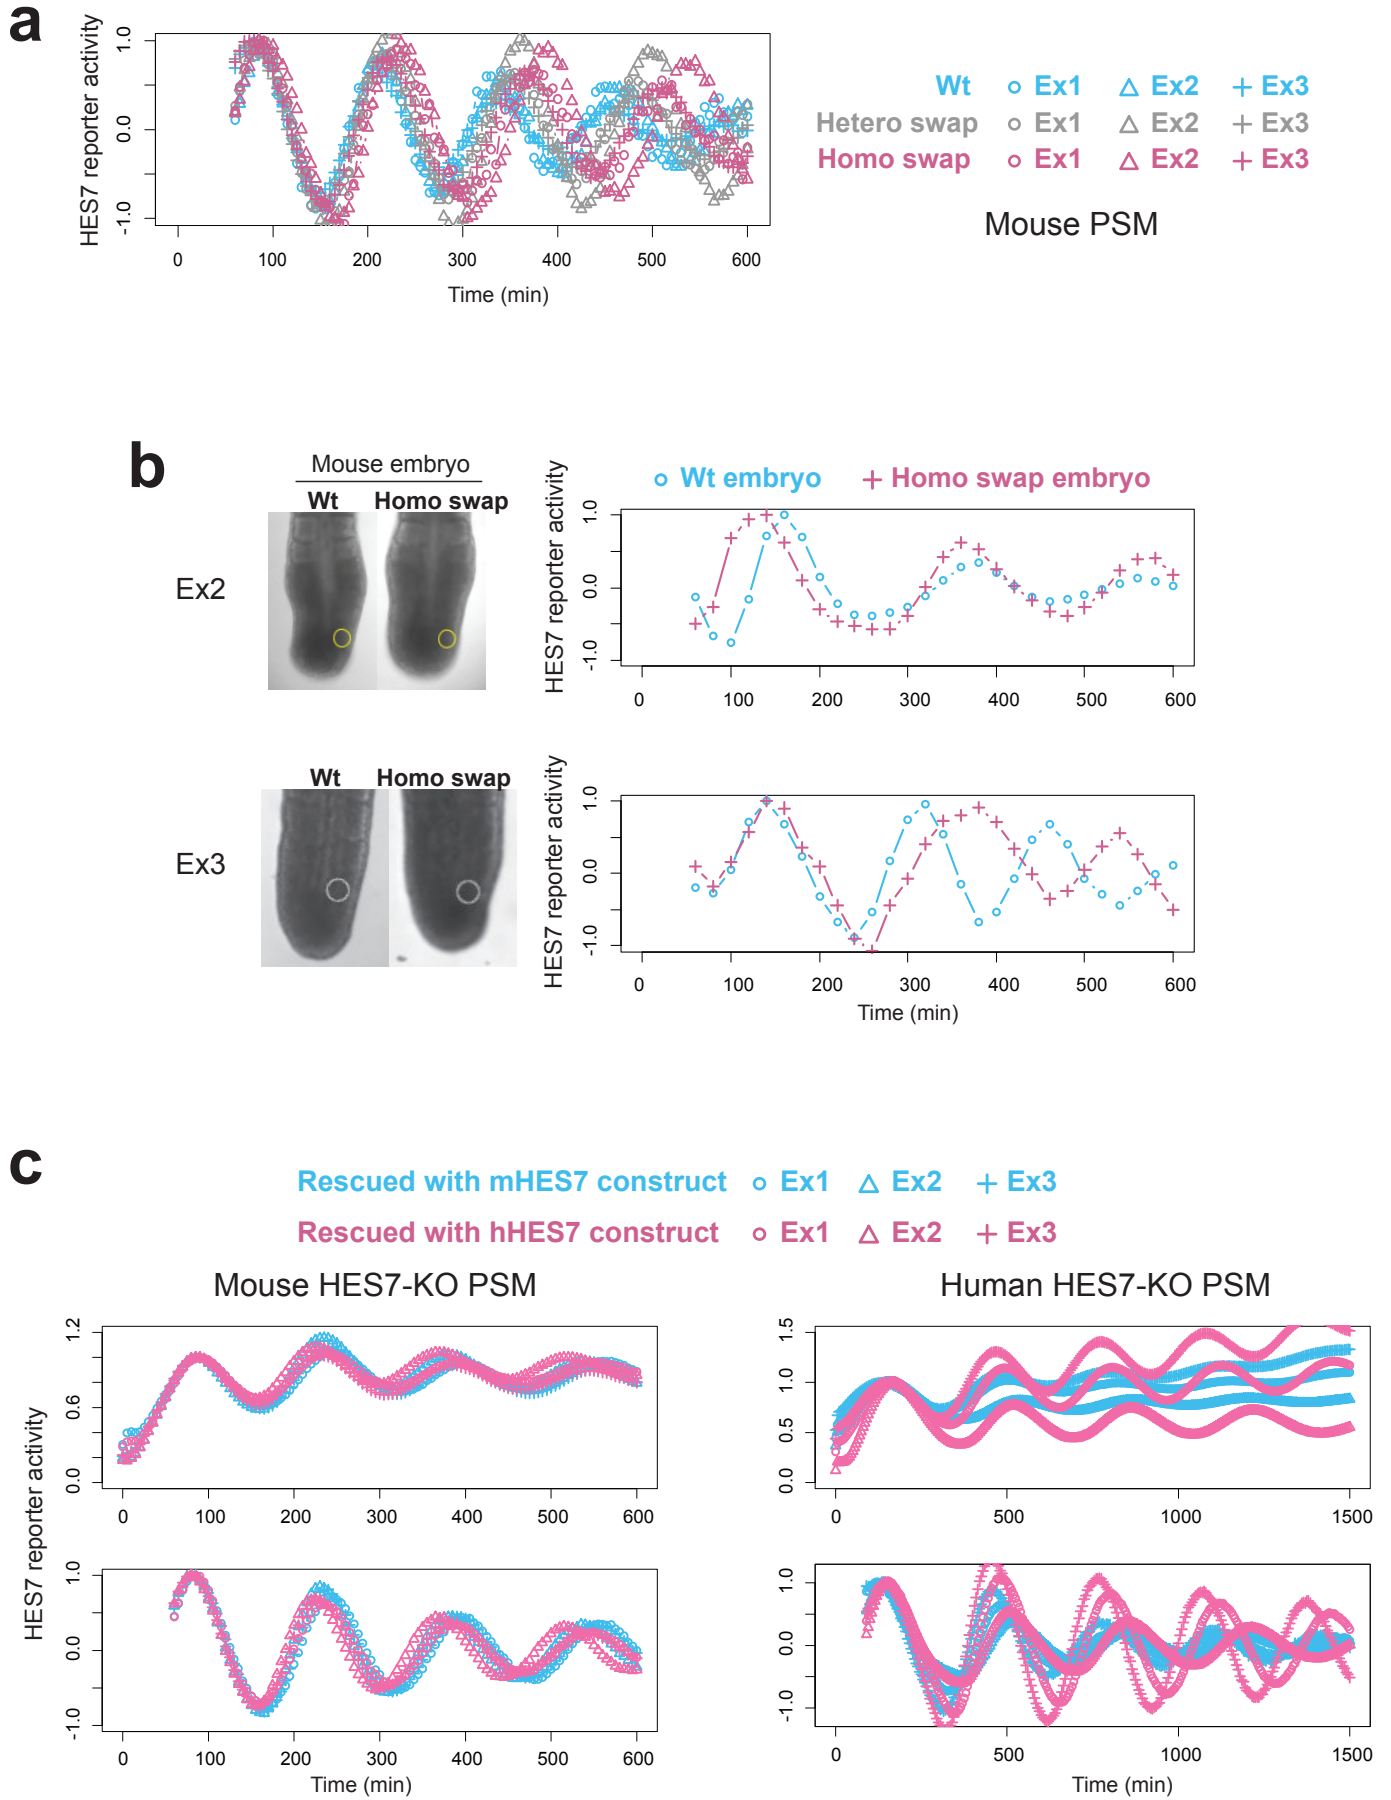 a
HES7 reporter activity
1.0
0.0
-1.0
0 100 200 300 400 500 600
Time (min)
Wt Ex1 Ex2 Ex3
Hetero swap Ex1 Ex2 Ex3
Homo swap Ex1 Ex2 Ex3
Mouse PSM
b
Mouse embryo
Wt Homo swap
Ex2
HES7 reporter activity
Wt embryo Homo swap embryo
1.0
0.0
-1.0
0 100 200 300 400 500 600
Wt Homo swap
Ex3
HES7 reporter activity
1.0
0.0
-1.0
0 100 200 300 400 500 600
Time (min)
c
Rescued with mHES7 construct Ex1 Ex2 Ex3
Rescued with hHES7 construct Ex1 Ex2 Ex3
Mouse HES7-KO PSM
Human HES7-KO PSM
HES7 reporter activity
1.2
0.6
0.0
0 100 200 300 400 500 600
1.5
1.0
0.5
0.0
0 500 1000 1500
1.0
0.0
-1.0
0 100 200 300 400 500 600
Time (min)
1.0
0.0
-1.0
0 500 1000 1500
Time (min)